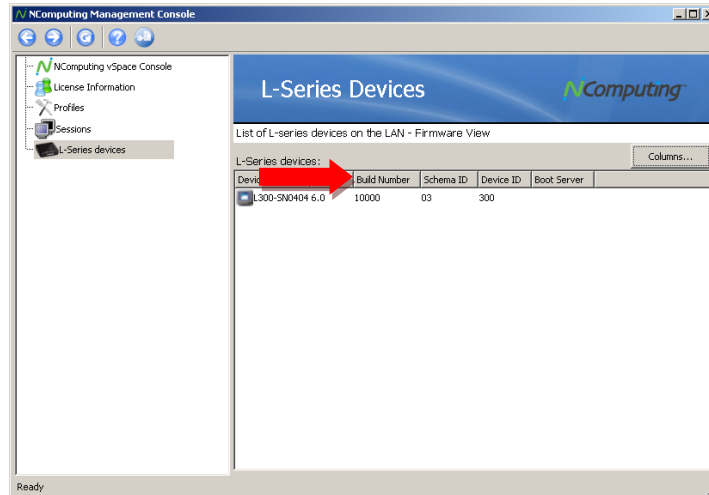 NComputing Management Console
NComputing vSpace Console
License Information
Profiles
Sessions
L-Series devices
L-Series Devices
NComputing
List of L-series devices on the LAN - Firmware View
L-Series devices:
Columns...
Build Number Schema ID Device ID Boot Server
L300-SN0404 6.0 10000 03 300
Ready